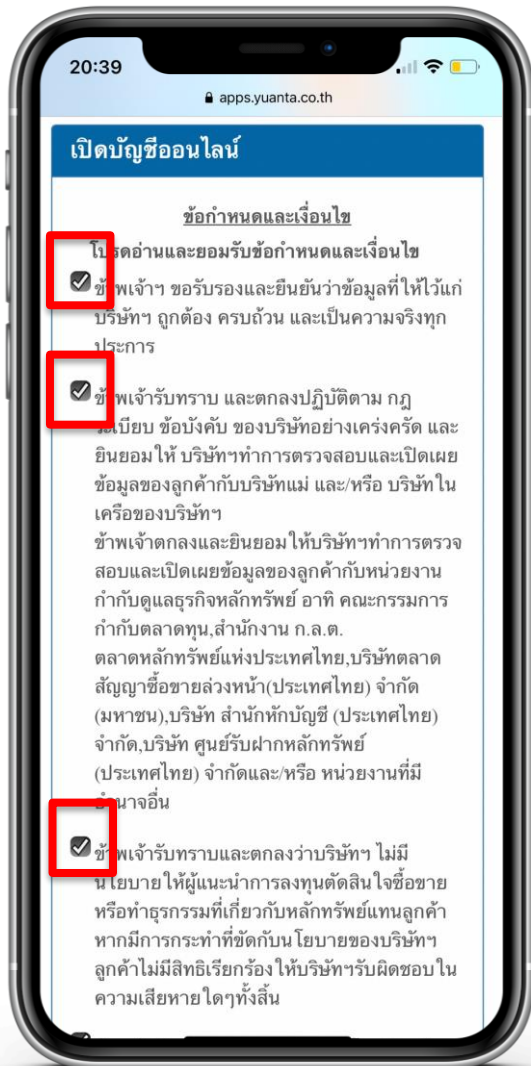 20:39
apps.yuanta.co.th
เปิดบัญชีออนไลน์
ข้อกำหนดและเงื่อนไข
โปรดอ่านและยอมรับข้อกำหนดและเงื่อนไข
ข้าพเจ้าฯ ขอรับรองและยืนยันว่าข้อมูลที่ให้ไว้แก่
บริษัทฯ ถูกต้อง ครบถ้วน และเป็นความจริงทุก
ประการ
ข้าพเจ้ารับทราบ และตกลงปฏิบัติตาม กฎ
ระเบียบ ข้อบังคับ ของบริษัทอย่างเคร่งครัด และ
ยินยอมให้ บริษัทฯทำการตรวจสอบและเปิดเผย
ข้อมูลของลูกค้ากับบริษัทแม่ และ/หรือ บริษัทใน
เครือของบริษัทฯ
ข้าพเจ้าตกลงและยินยอมให้บริษัทฯทำการตรวจ
สอบและเปิดเผยข้อมูลของลูกค้ากับหน่วยงาน
กำกับดูแลธุรกิจหลักทรัพย์ อาทิ คณะกรรมการ
กำกับตลาดทุน,สำนักงาน ก.ล.ต.
ตลาดหลักทรัพย์แห่งประเทศไทย,บริษัทตลาด
สัญญาซื้อขายล่วงหน้า(ประเทศไทย) จำกัด
(มหาชน),บริษัท สำนักหักบัญชี (ประเทศไทย)
จำกัด,บริษัท ศูนย์รับฝากหลักทรัพย์
(ประเทศไทย) จำกัดและ/หรือ หน่วยงานที่มี
อำนาจอื่น
ข้าพเจ้ารับทราบและตกลงว่าบริษัทฯ ไม่มี
นโยบายให้ผู้แนะนำการลงทุนตัดสินใจซื้อขาย
หรือทำธุรกรรมที่เกี่ยวกับหลักทรัพย์แทนลูกค้า
หากมีการกระทำที่ขัดกับนโยบายของบริษัทฯ
ลูกค้าไม่มีสิทธิเรียกร้องให้บริษัทฯรับผิดชอบใน
ความเสียหายใดๆทั้งสิ้น